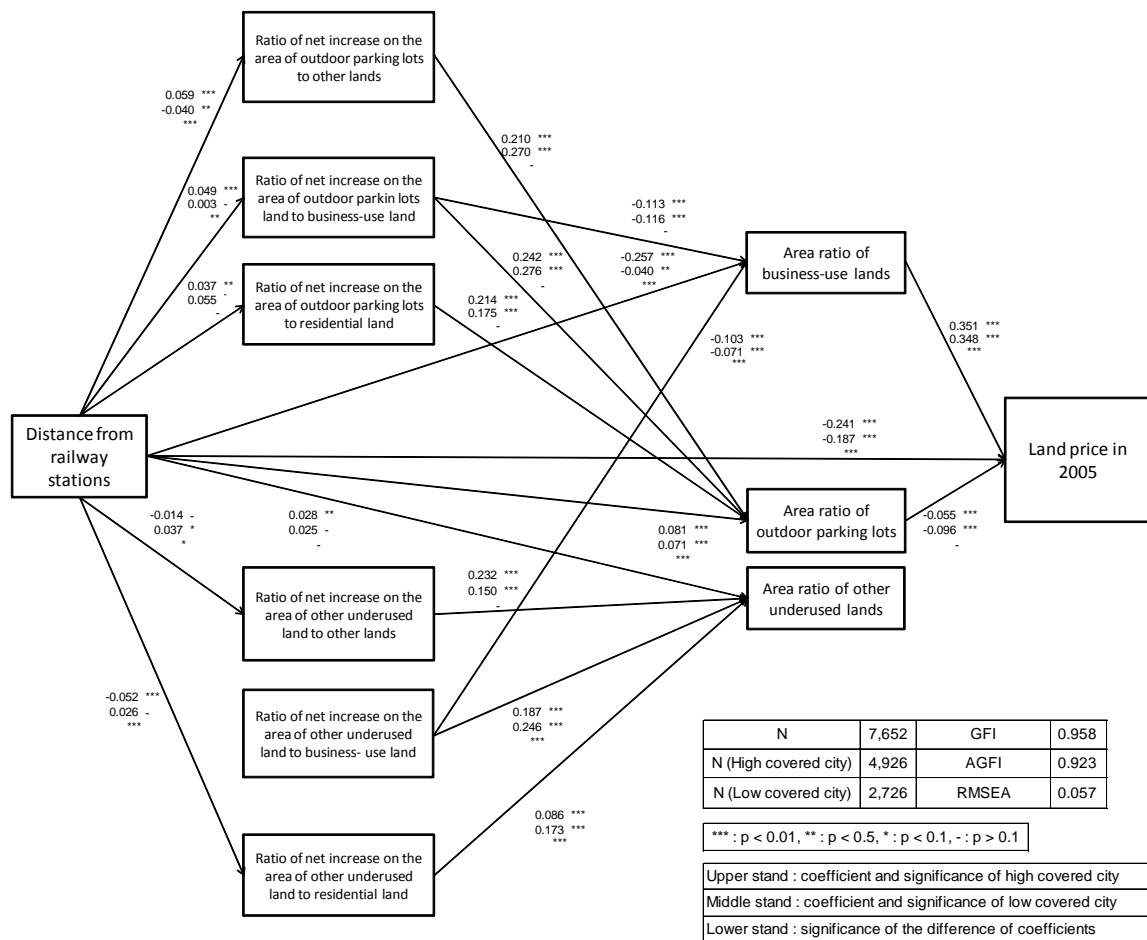 Ratio of net increase on the
area of outdoor parking lots
to other lands
0.059 ***
-0.040 **
***
0.210 ***
0.270 ***
-
Ratio of net increase on the
area of outdoor parkin lots
land to business-use land
0.049 ***
0.003 -
**
-0.113 ***
-0.116 ***
-
Area ratio of
business-use lands
0.242 ***
0.276 ***
-
-0.257 ***
-0.040 **
***
Ratio of net increase on the
area of outdoor parking lots
to residential land
0.037 **
0.055 -
-
0.214 ***
0.175 ***
-
-0.103 ***
-0.071 ***
***
0.351 ***
0.348 ***
***
Distance from
railway
stations
-0.241 ***
-0.187 ***
***
Land price in
2005
-0.014 -
0.037 *
*
0.028 **
0.025 -
-
0.081 ***
0.071 ***
***
Area ratio of
outdoor parking lots
-0.055 ***
-0.096 ***
-
Ratio of net increase on the
area of other underused
land to other lands
0.232 ***
0.150 ***
-
Area ratio of other
underused lands
-0.052 ***
0.026 -
***
Ratio of net increase on the
area of other underused
land to business- use land
0.187 ***
0.246 ***
***
Ratio of net increase on the
area of other underused
land to residential land
0.086 ***
0.173 ***
***
N 7,652 GFI 0.958
N (High covered city) 4,926 AGFI 0.923
N (Low covered city) 2,726 RMSEA 0.057
*** : p < 0.01, ** : p < 0.5, * : p < 0.1, - : p > 0.1
Upper stand : coefficient and significance of high covered city
Middle stand : coefficient and significance of low covered city
Lower stand : significance of the difference of coefficients